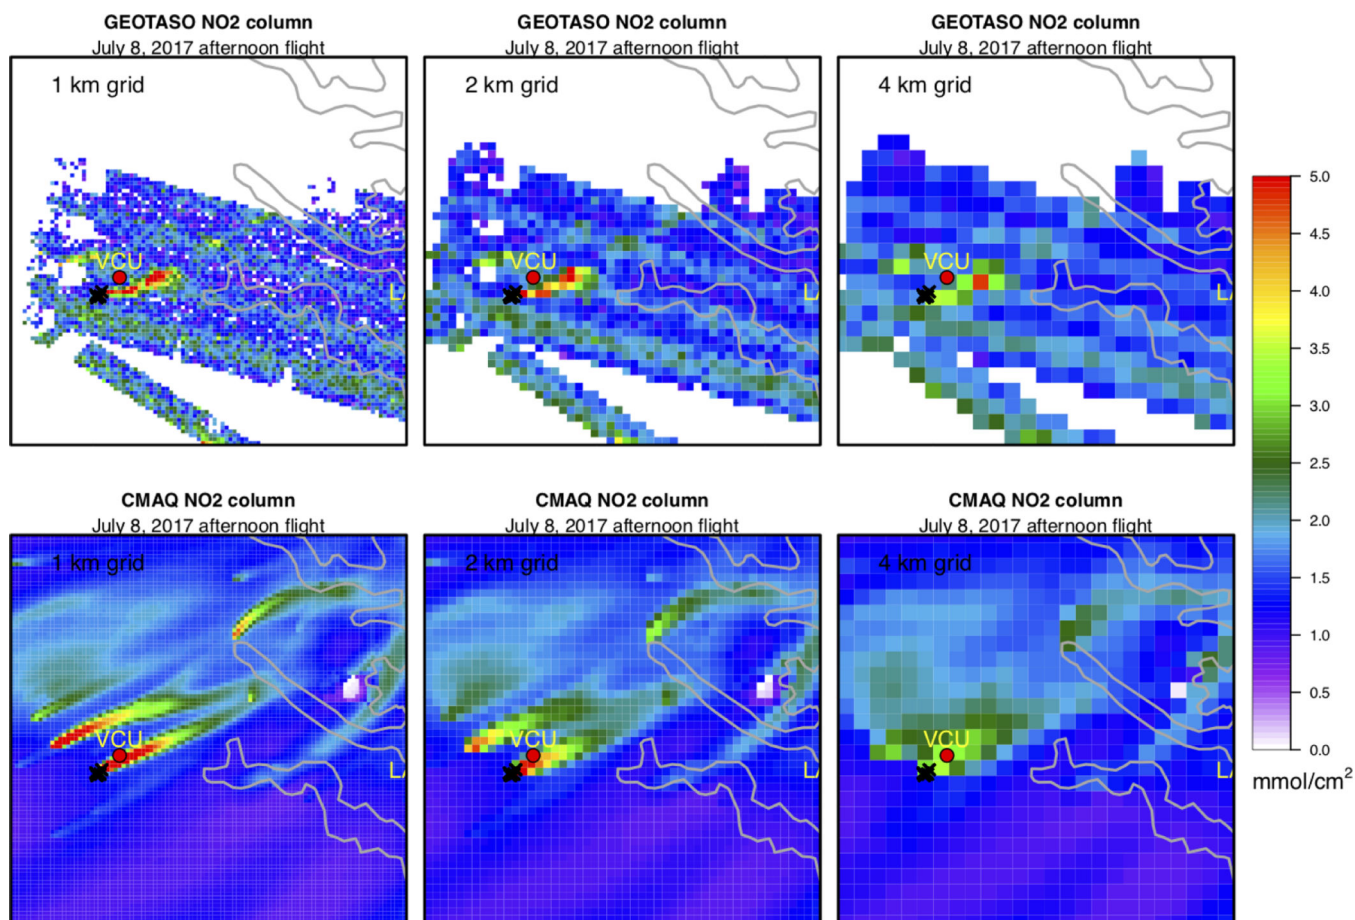 GEOTASO NO2 column
July 8, 2017 afternoon flight
1 km grid
VCU
GEOTASO NO2 column
July 8, 2017 afternoon flight
2 km grid
VCU
GEOTASO NO2 column
July 8, 2017 afternoon flight
4 km grid
VCU
CMAQ NO2 column
July 8, 2017 afternoon flight
1 km grid
VCU
CMAQ NO2 column
July 8, 2017 afternoon flight
2 km grid
VCU
CMAQ NO2 column
July 8, 2017 afternoon flight
4 km grid
VCU
5.0
4.5
4.0
3.5
3.0
2.5
2.0
1.5
1.0
0.5
0.0
mmol/cm²